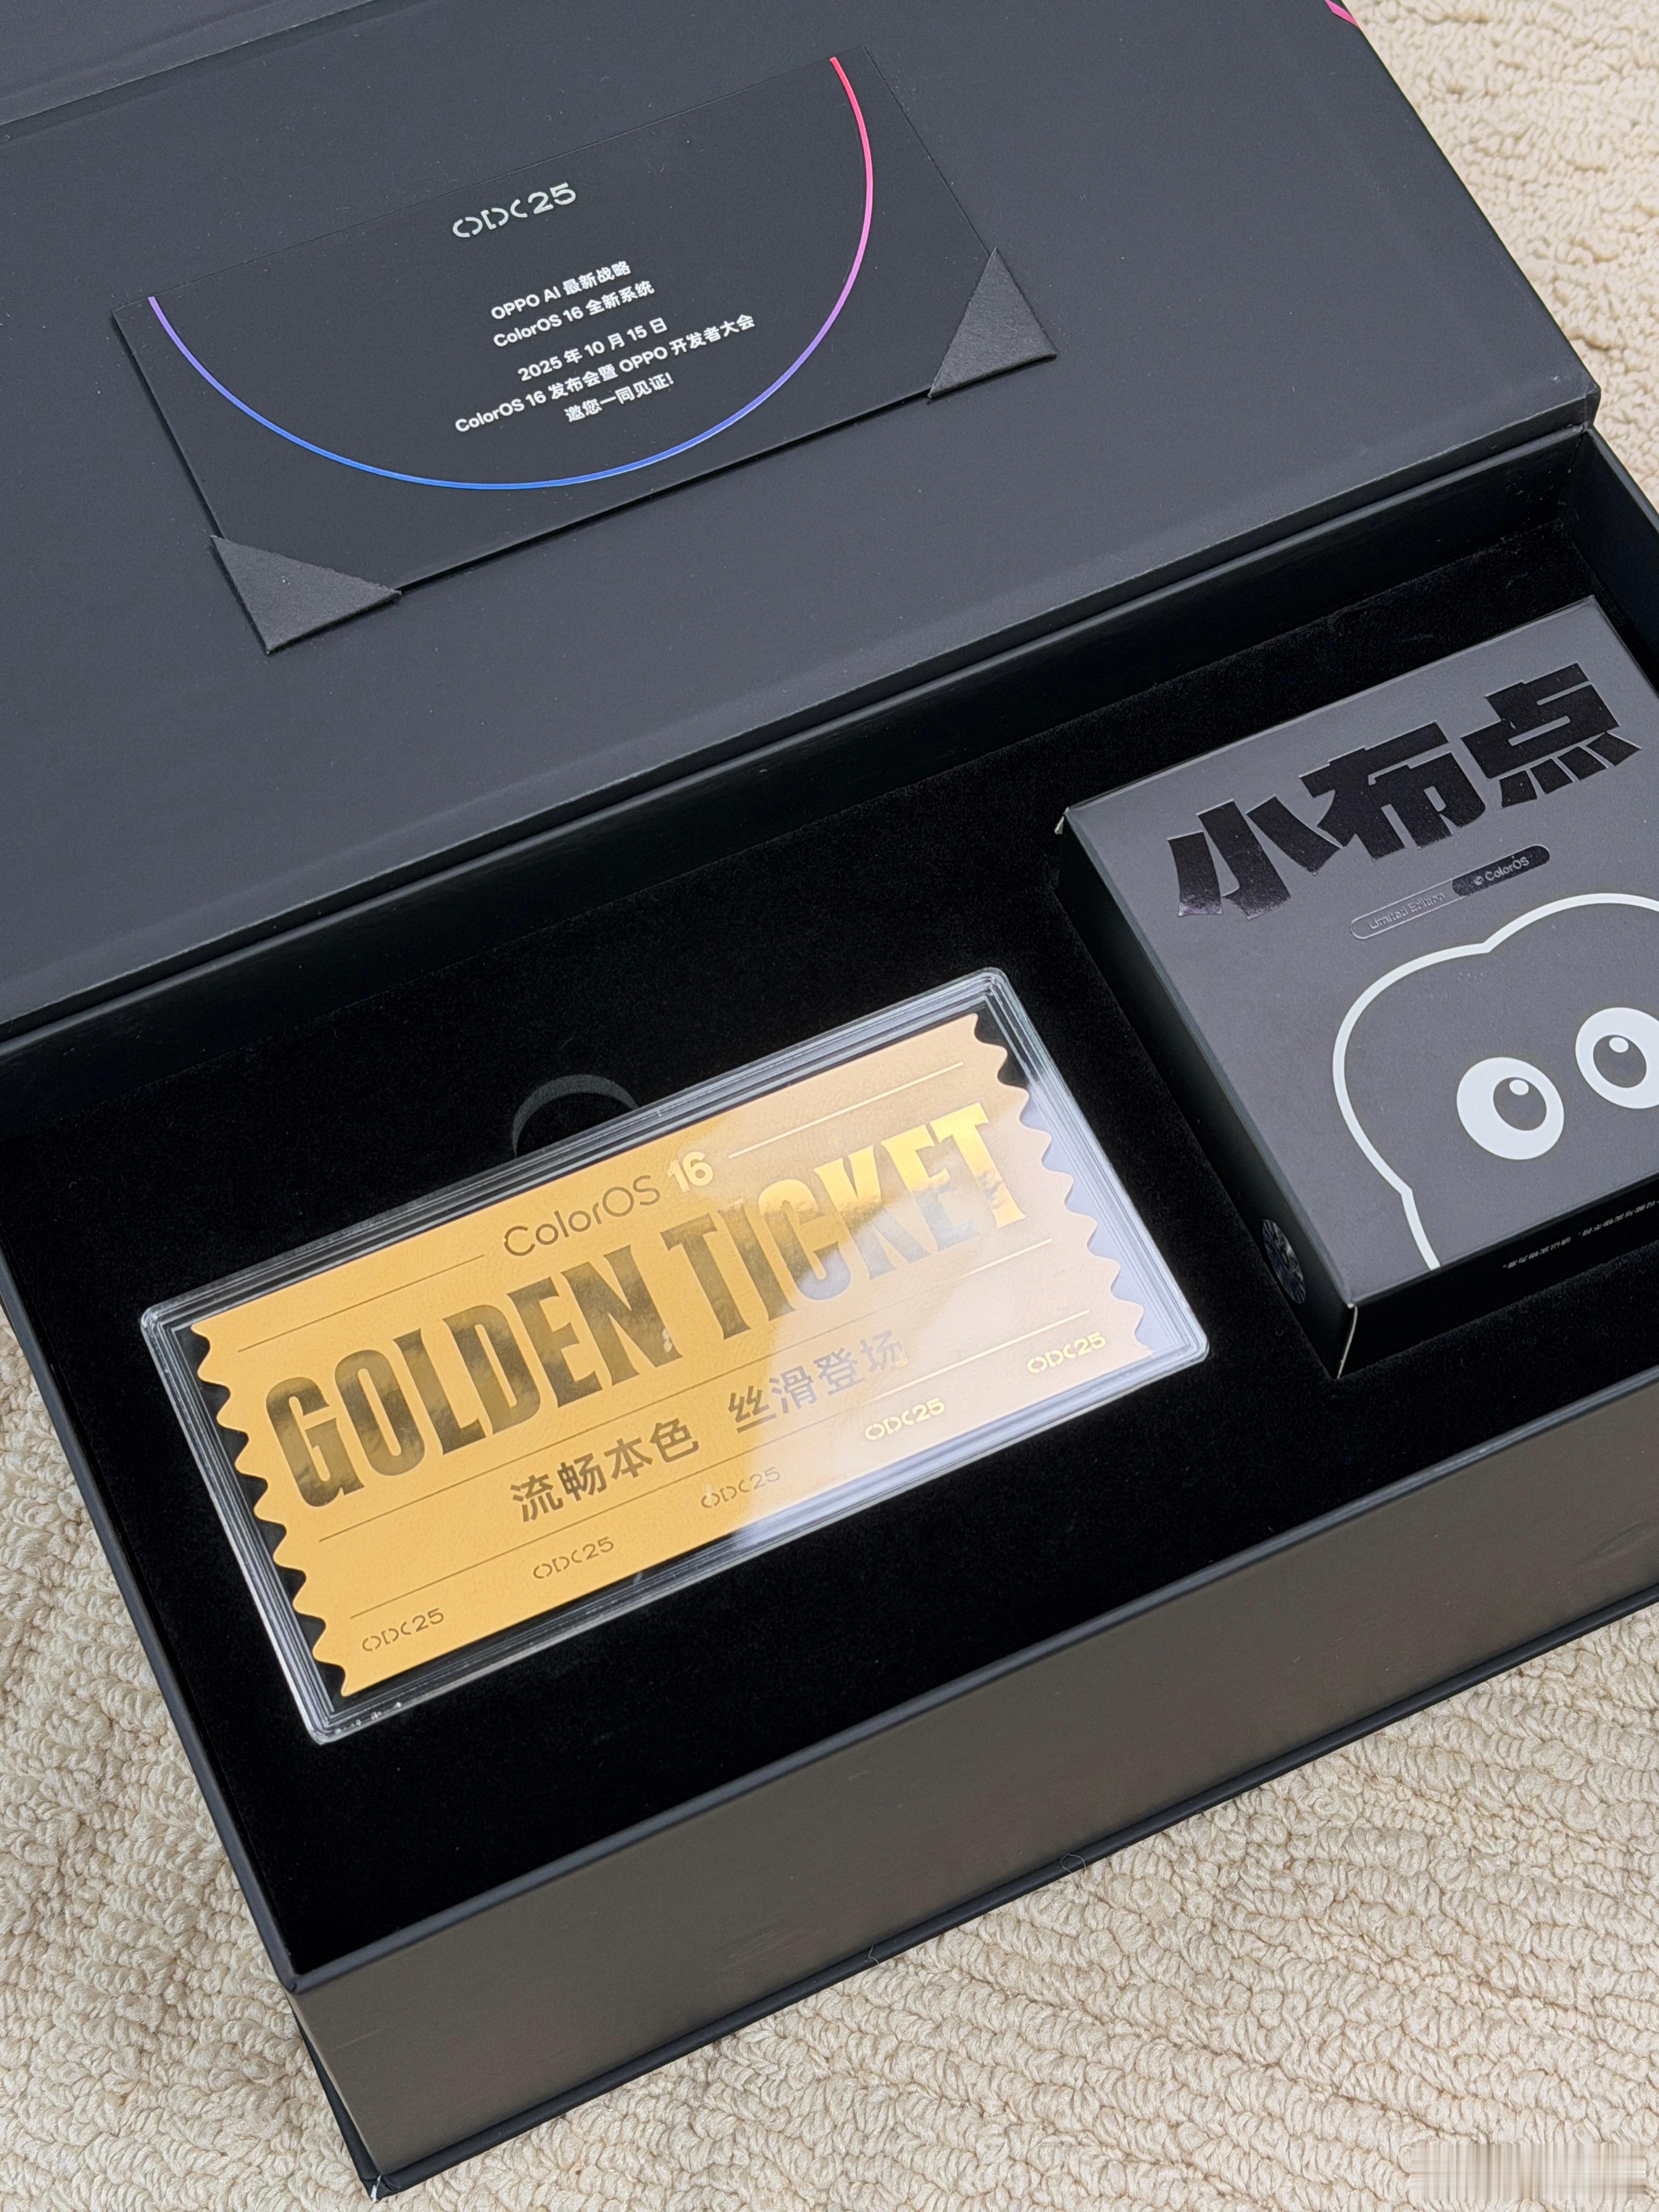 ODC25
OPPO AI 最新战略
ColorOS 16 全新系统
2025 年 10 月 15 日
ColorOS 16 发布会暨 OPPO 开发者大会
邀您一同见证!
小布点
Limited Edition © ColorOS
ColorOS 16
GOLDEN TICKET
流畅本色 丝滑登场
ODC25 ODC25 ODC25 ODC25 ODC25